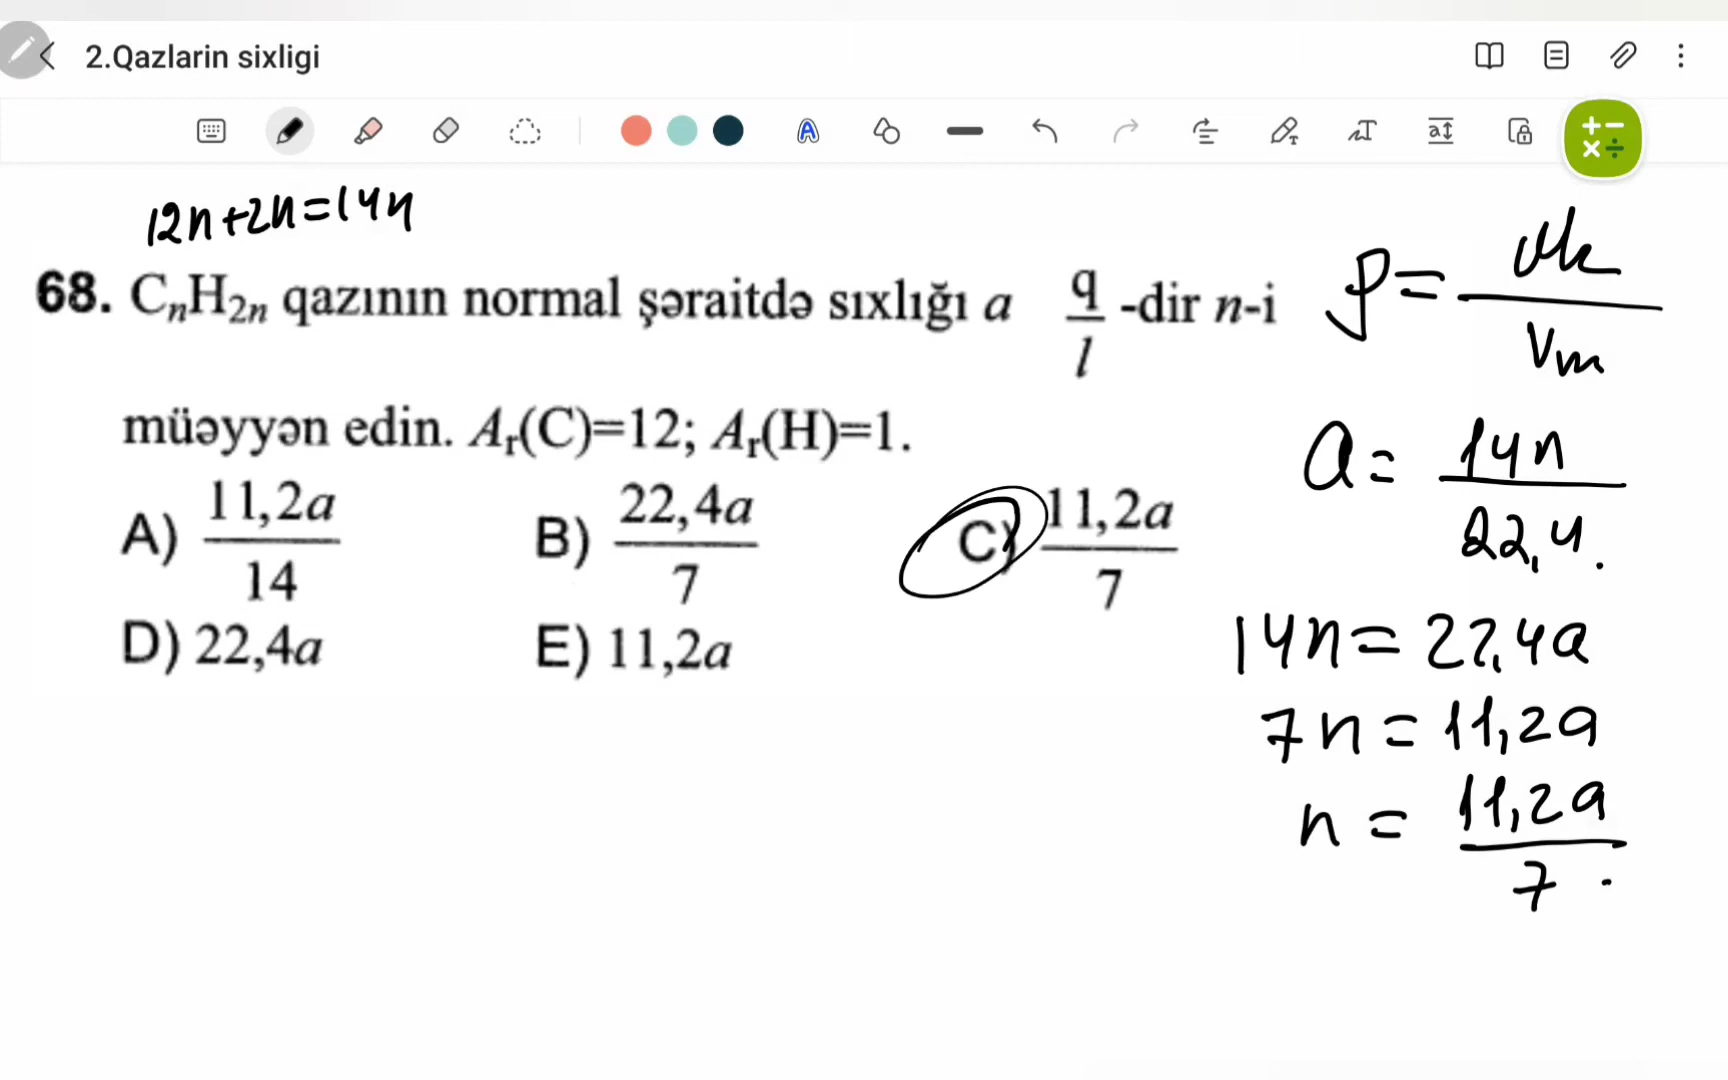 2.Qazlarin sixligi
12n+2n=14n
68. CₙH₂ₙ qazının normal şəraitdə sıxlığı a q/l -dir n-i
müəyyən edin. Aᵣ(C)=12; Aᵣ(H)=1.
A) 11,2a/14 B) 22,4a/7 C) 11,2a/7
D) 22,4a E) 11,2a
a= 14n/22,4.
14n=22,4a
7n=11,2a
n = 11,2a/7.